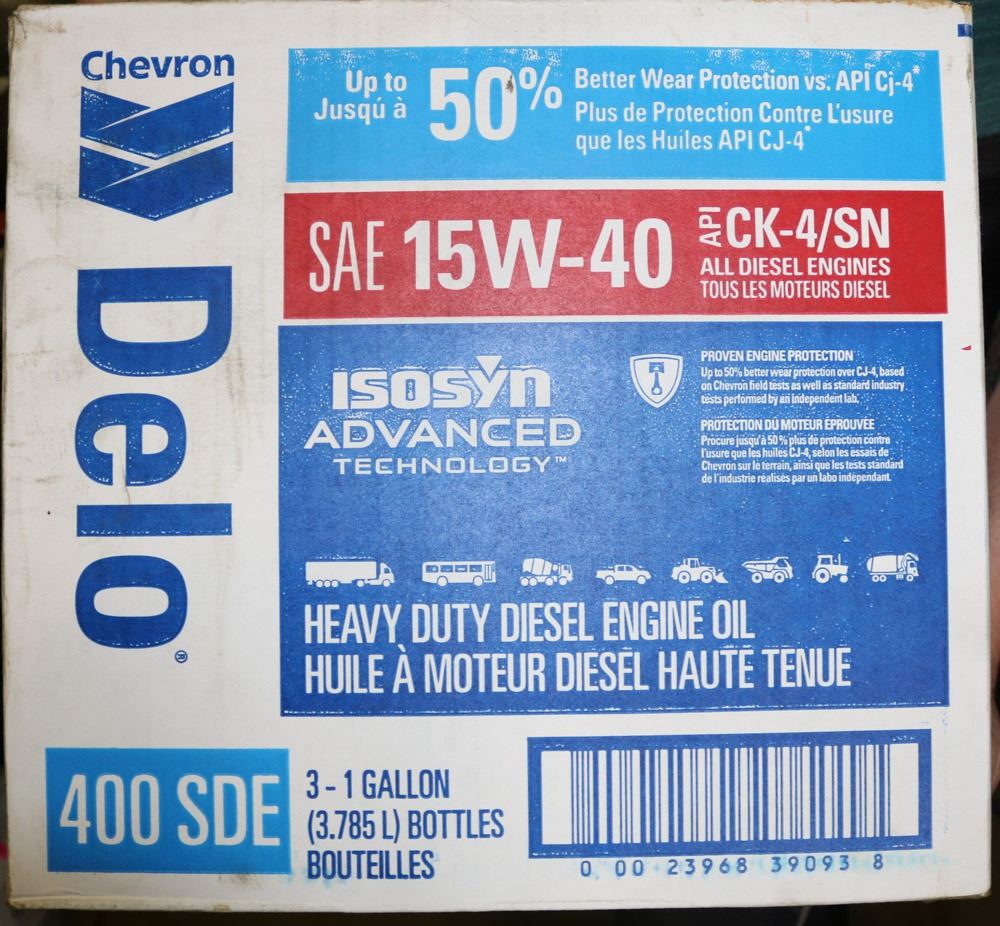 Chevron
Delo®
Up to
Jusqú à
50%
Better Wear Protection vs. API Cj-4*
Plus de Protection Contre L'usure
que les Huiles API CJ-4*
SAE 15W-40
API CK-4/SN
ALL DIESEL ENGINES
TOUS LES MOTEURS DIESEL
ISOSYN
ADVANCED
TECHNOLOGY™
PROVEN ENGINE PROTECTION
Up to 50% better wear protection over CJ-4, based
on Chevron field tests as well as standard industry
tests performed by an independent lab.
PROTECTION DU MOTEUR ÉPROUVÉE
Procure jusqu'à 50 % plus de protection contre
l'usure que les huiles CJ-4, selon les essais de
Chevron sur le terrain, ainsi que les tests standard
de l'industrie réalisés par un labo indépendant.
HEAVY DUTY DIESEL ENGINE OIL
HUILE À MOTEUR DIESEL HAUTE TENUE
400 SDE
3 - 1 GALLON
(3.785 L) BOTTLES
BOUTEILLES
0 00 23968 39093 8